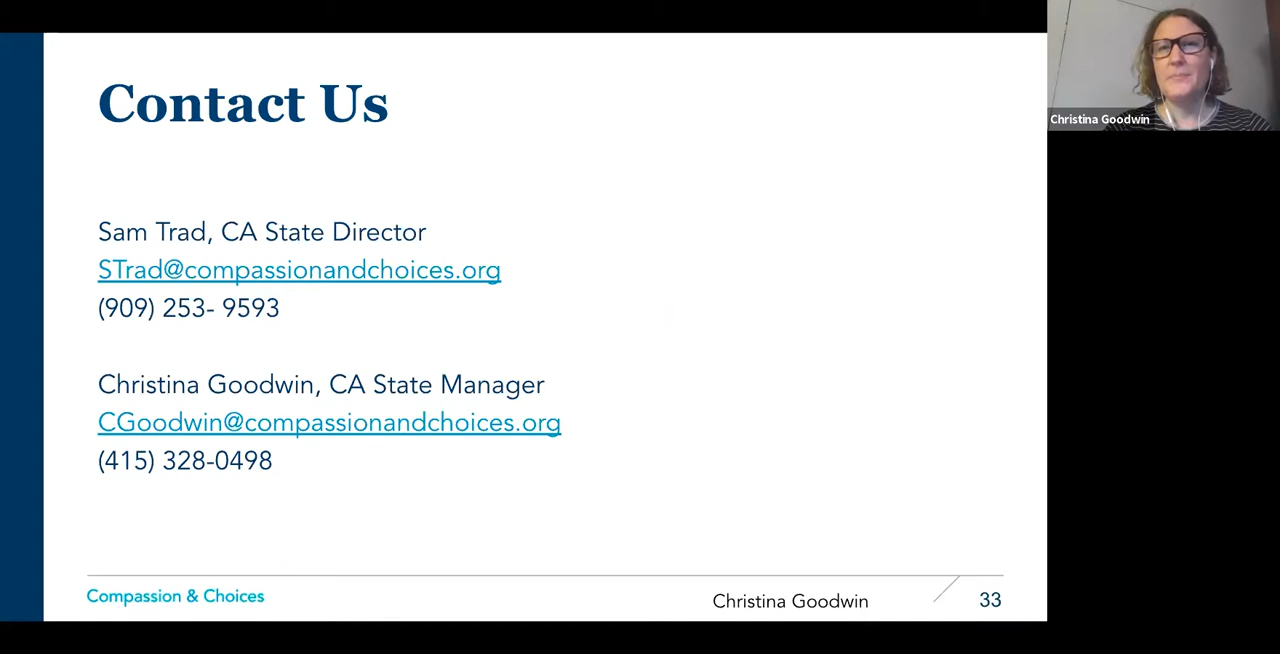 Contact Us
Christina Goodwin
Sam Trad, CA State Director
STrad@compassionandchoices.org
(909) 253- 9593
Christina Goodwin, CA State Manager
CGoodwin@compassionandchoices.org
(415) 328-0498
Compassion & Choices
Christina Goodwin
33